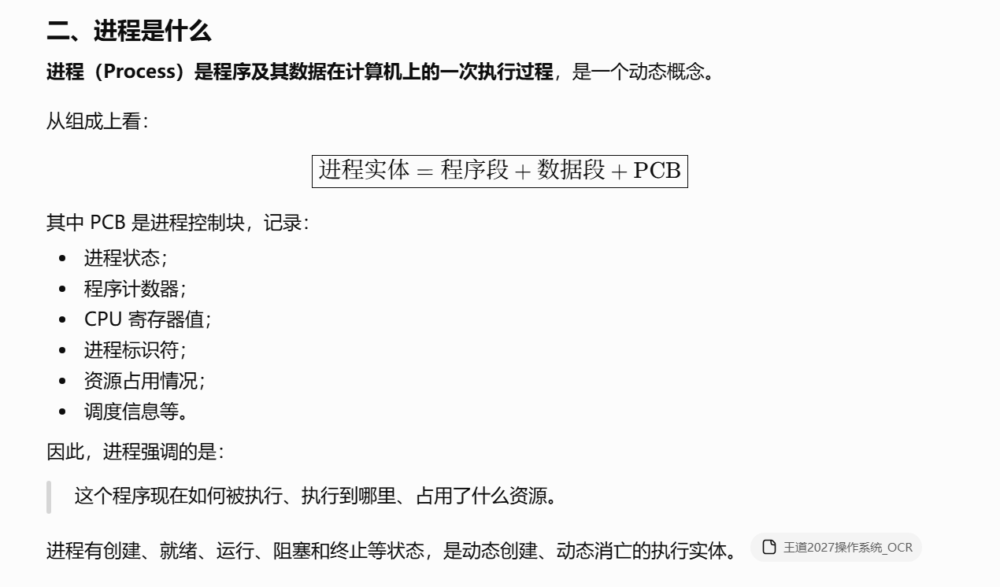 二、进程是什么
进程（Process）是程序及其数据在计算机上的一次执行过程，是一个动态概念。
从组成上看：
进程实体 = 程序段 + 数据段 + PCB
其中 PCB 是进程控制块，记录：
• 进程状态；
• 程序计数器；
• CPU 寄存器值；
• 进程标识符；
• 资源占用情况；
• 调度信息等。
因此，进程强调的是：
这个程序现在如何被执行、执行到哪里、占用了什么资源。
进程有创建、就绪、运行、阻塞和终止等状态，是动态创建、动态消亡的执行实体。 王道2027操作系统_OCR